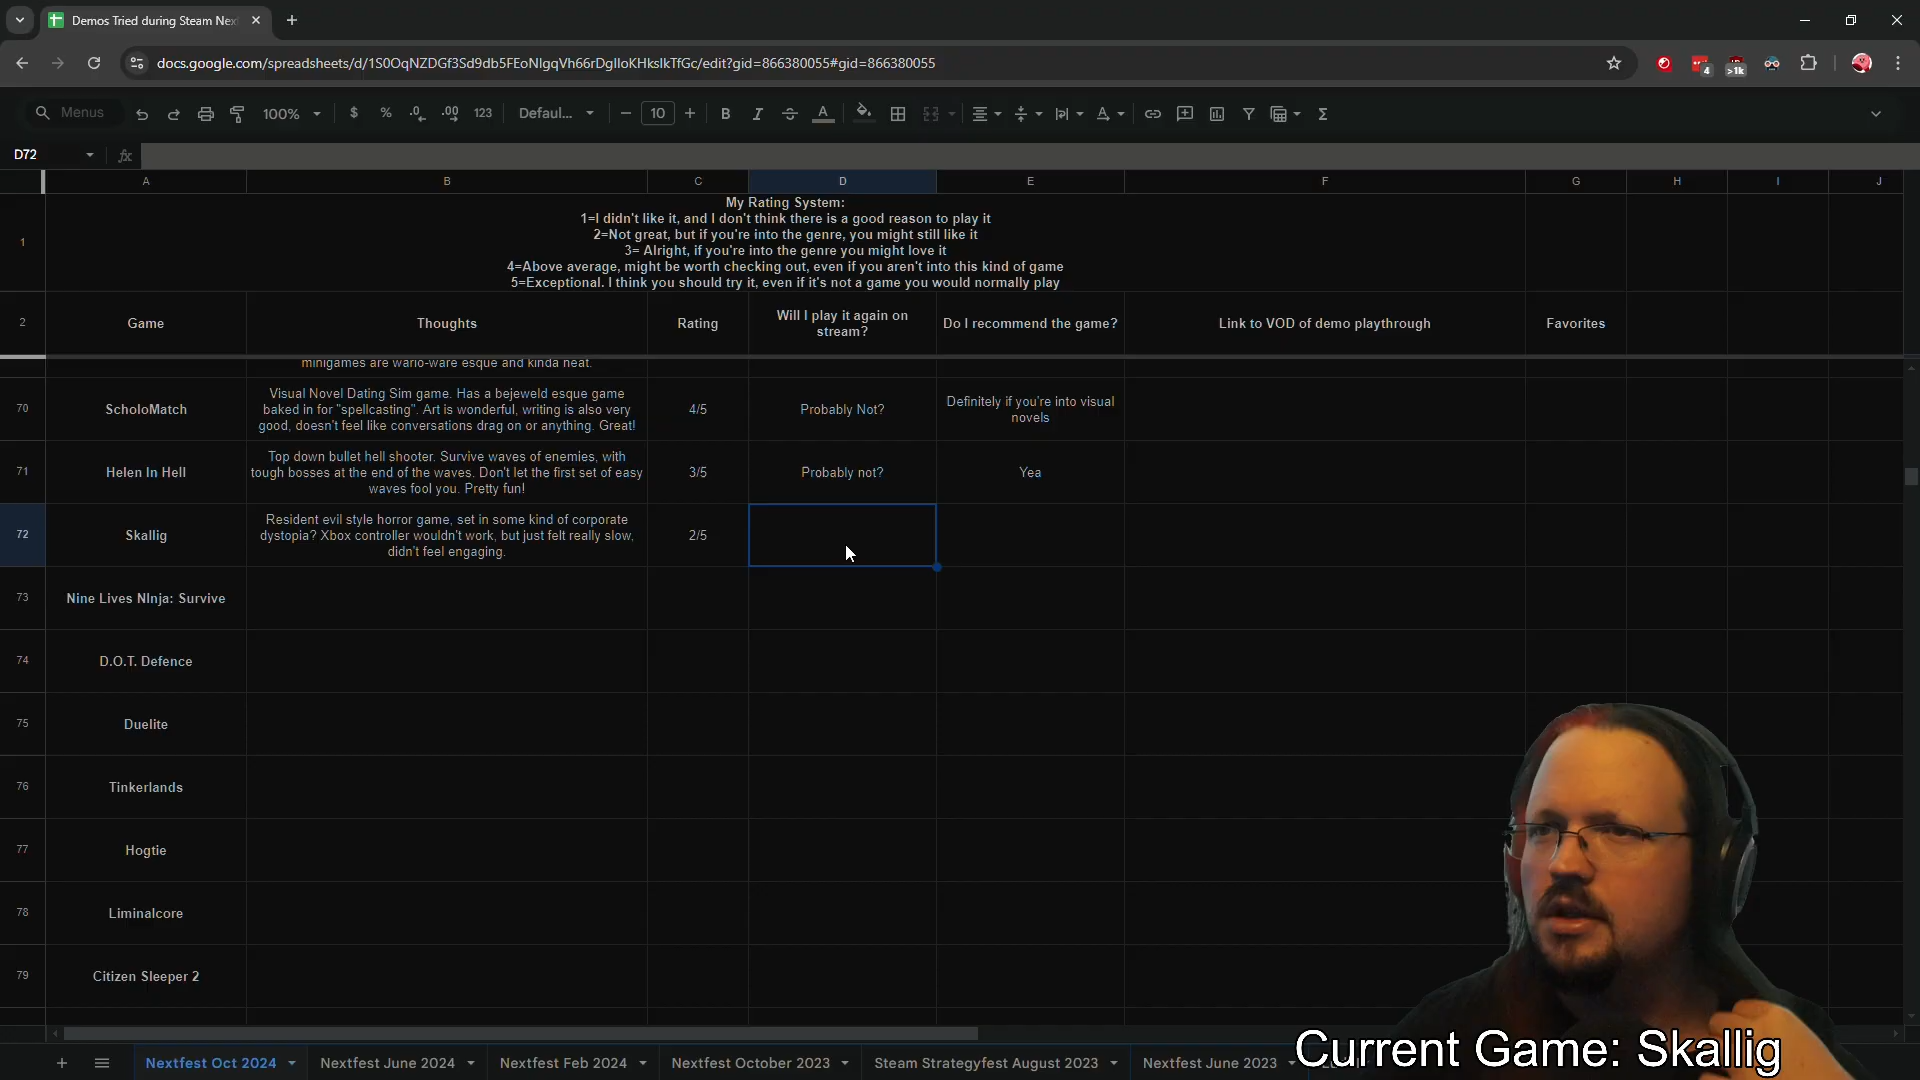 Demos Tried during Steam Nex
docs.google.com/spreadsheets/d/1S0OqNZDGf3Sd9db5FEoNlgqVh66rDgIloKHkslkTfGc/edit?gid=866380055#gid=866380055
4
>1k
Menus
100%
$
%
.0
.00
123
Defaul...
10
B
I
A
D72
fx
A
B
C
D
E
F
G
H
I
J
1
My Rating System:
1=I didn't like it, and I don't think there is a good reason to play it
2=Not great, but if you're into the genre, you might still like it
3= Alright, if you're into the genre you might love it
4=Above average, might be worth checking out, even if you aren't into this kind of game
5=Exceptional. I think you should try it, even if it's not a game you would normally play
2
Game
Thoughts
Rating
Will I play it again on
stream?
Do I recommend the game?
Link to VOD of demo playthrough
Favorites
minigames are wario-ware esque and kinda neat.
70
ScholoMatch
Visual Novel Dating Sim game. Has a bejeweld esque game
baked in for "spellcasting". Art is wonderful, writing is also very
good, doesn't feel like conversations drag on or anything. Great!
4/5
Probably Not?
Definitely if you're into visual
novels
71
Helen In Hell
Top down bullet hell shooter. Survive waves of enemies, with
tough bosses at the end of the waves. Don't let the first set of easy
waves fool you. Pretty fun!
3/5
Probably not?
Yea
72
Skallig
Resident evil style horror game, set in some kind of corporate
dystopia? Xbox controller wouldn't work, but just felt really slow,
didn't feel engaging.
2/5
73
Nine Lives NInja: Survive
74
D.O.T. Defence
75
Duelite
76
Tinkerlands
77
Hogtie
78
Liminalcore
79
Citizen Sleeper 2
Nextfest Oct 2024
Nextfest June 2024
Nextfest Feb 2024
Nextfest October 2023
Steam Strategyfest August 2023
Nextfest June 2023
Current Game: Skallig